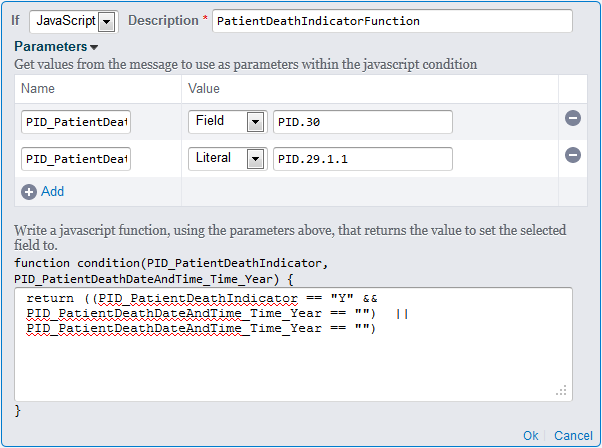 If JavaScript Description * PatientDeathIndicatorFunction
Parameters
Get values from the message to use as parameters within the javascript condition
Name Value
PID_PatientDeat Field PID.30
PID_PatientDeat Literal PID.29.1.1
Add
Write a javascript function, using the parameters above, that returns the value to set the selected
field to.
function condition(PID_PatientDeathIndicator,
PID_PatientDeathDateAndTime_Time_Year) {
return ((PID_PatientDeathIndicator == "Y" &&
PID_PatientDeathDateAndTime_Time_Year == "") ||
PID_PatientDeathDateAndTime_Time_Year == "")
}
Ok Cancel